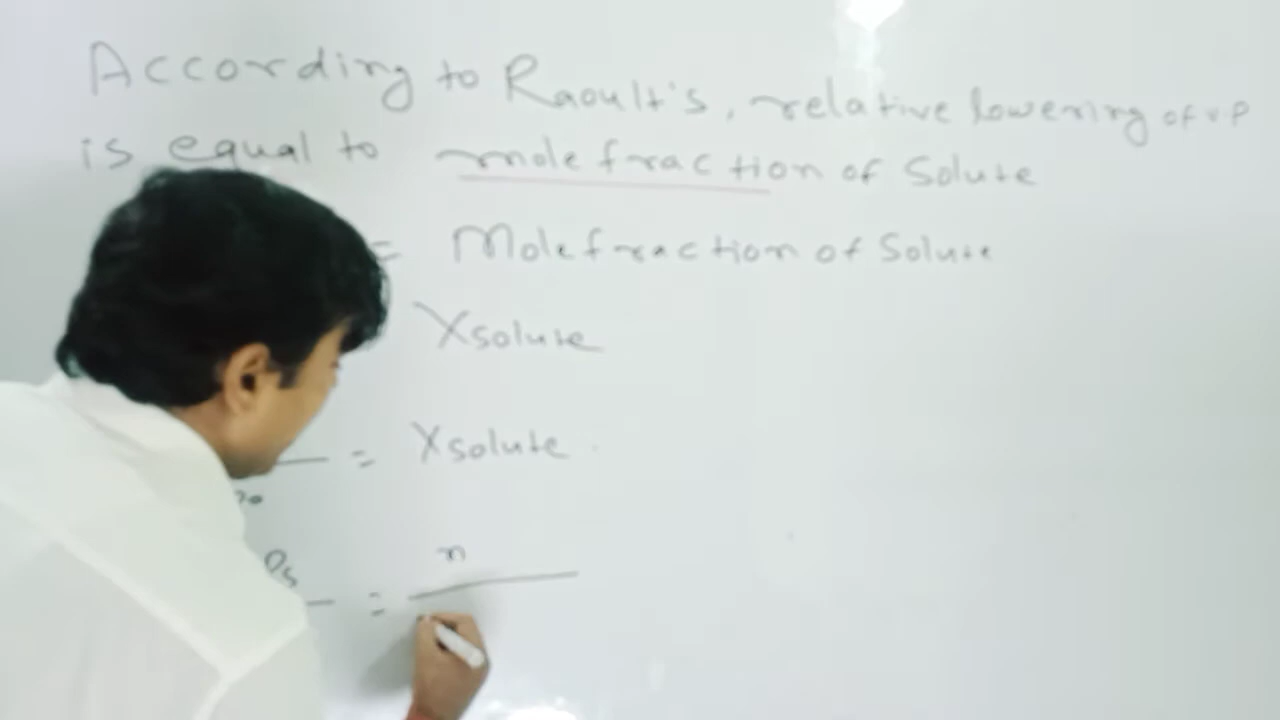 According to Raoult's, relative lowering of v.P
is equal to mole fraction of Solute
= Mole fraction of Solute
Xsolute
= Xsolute
Ps
= n